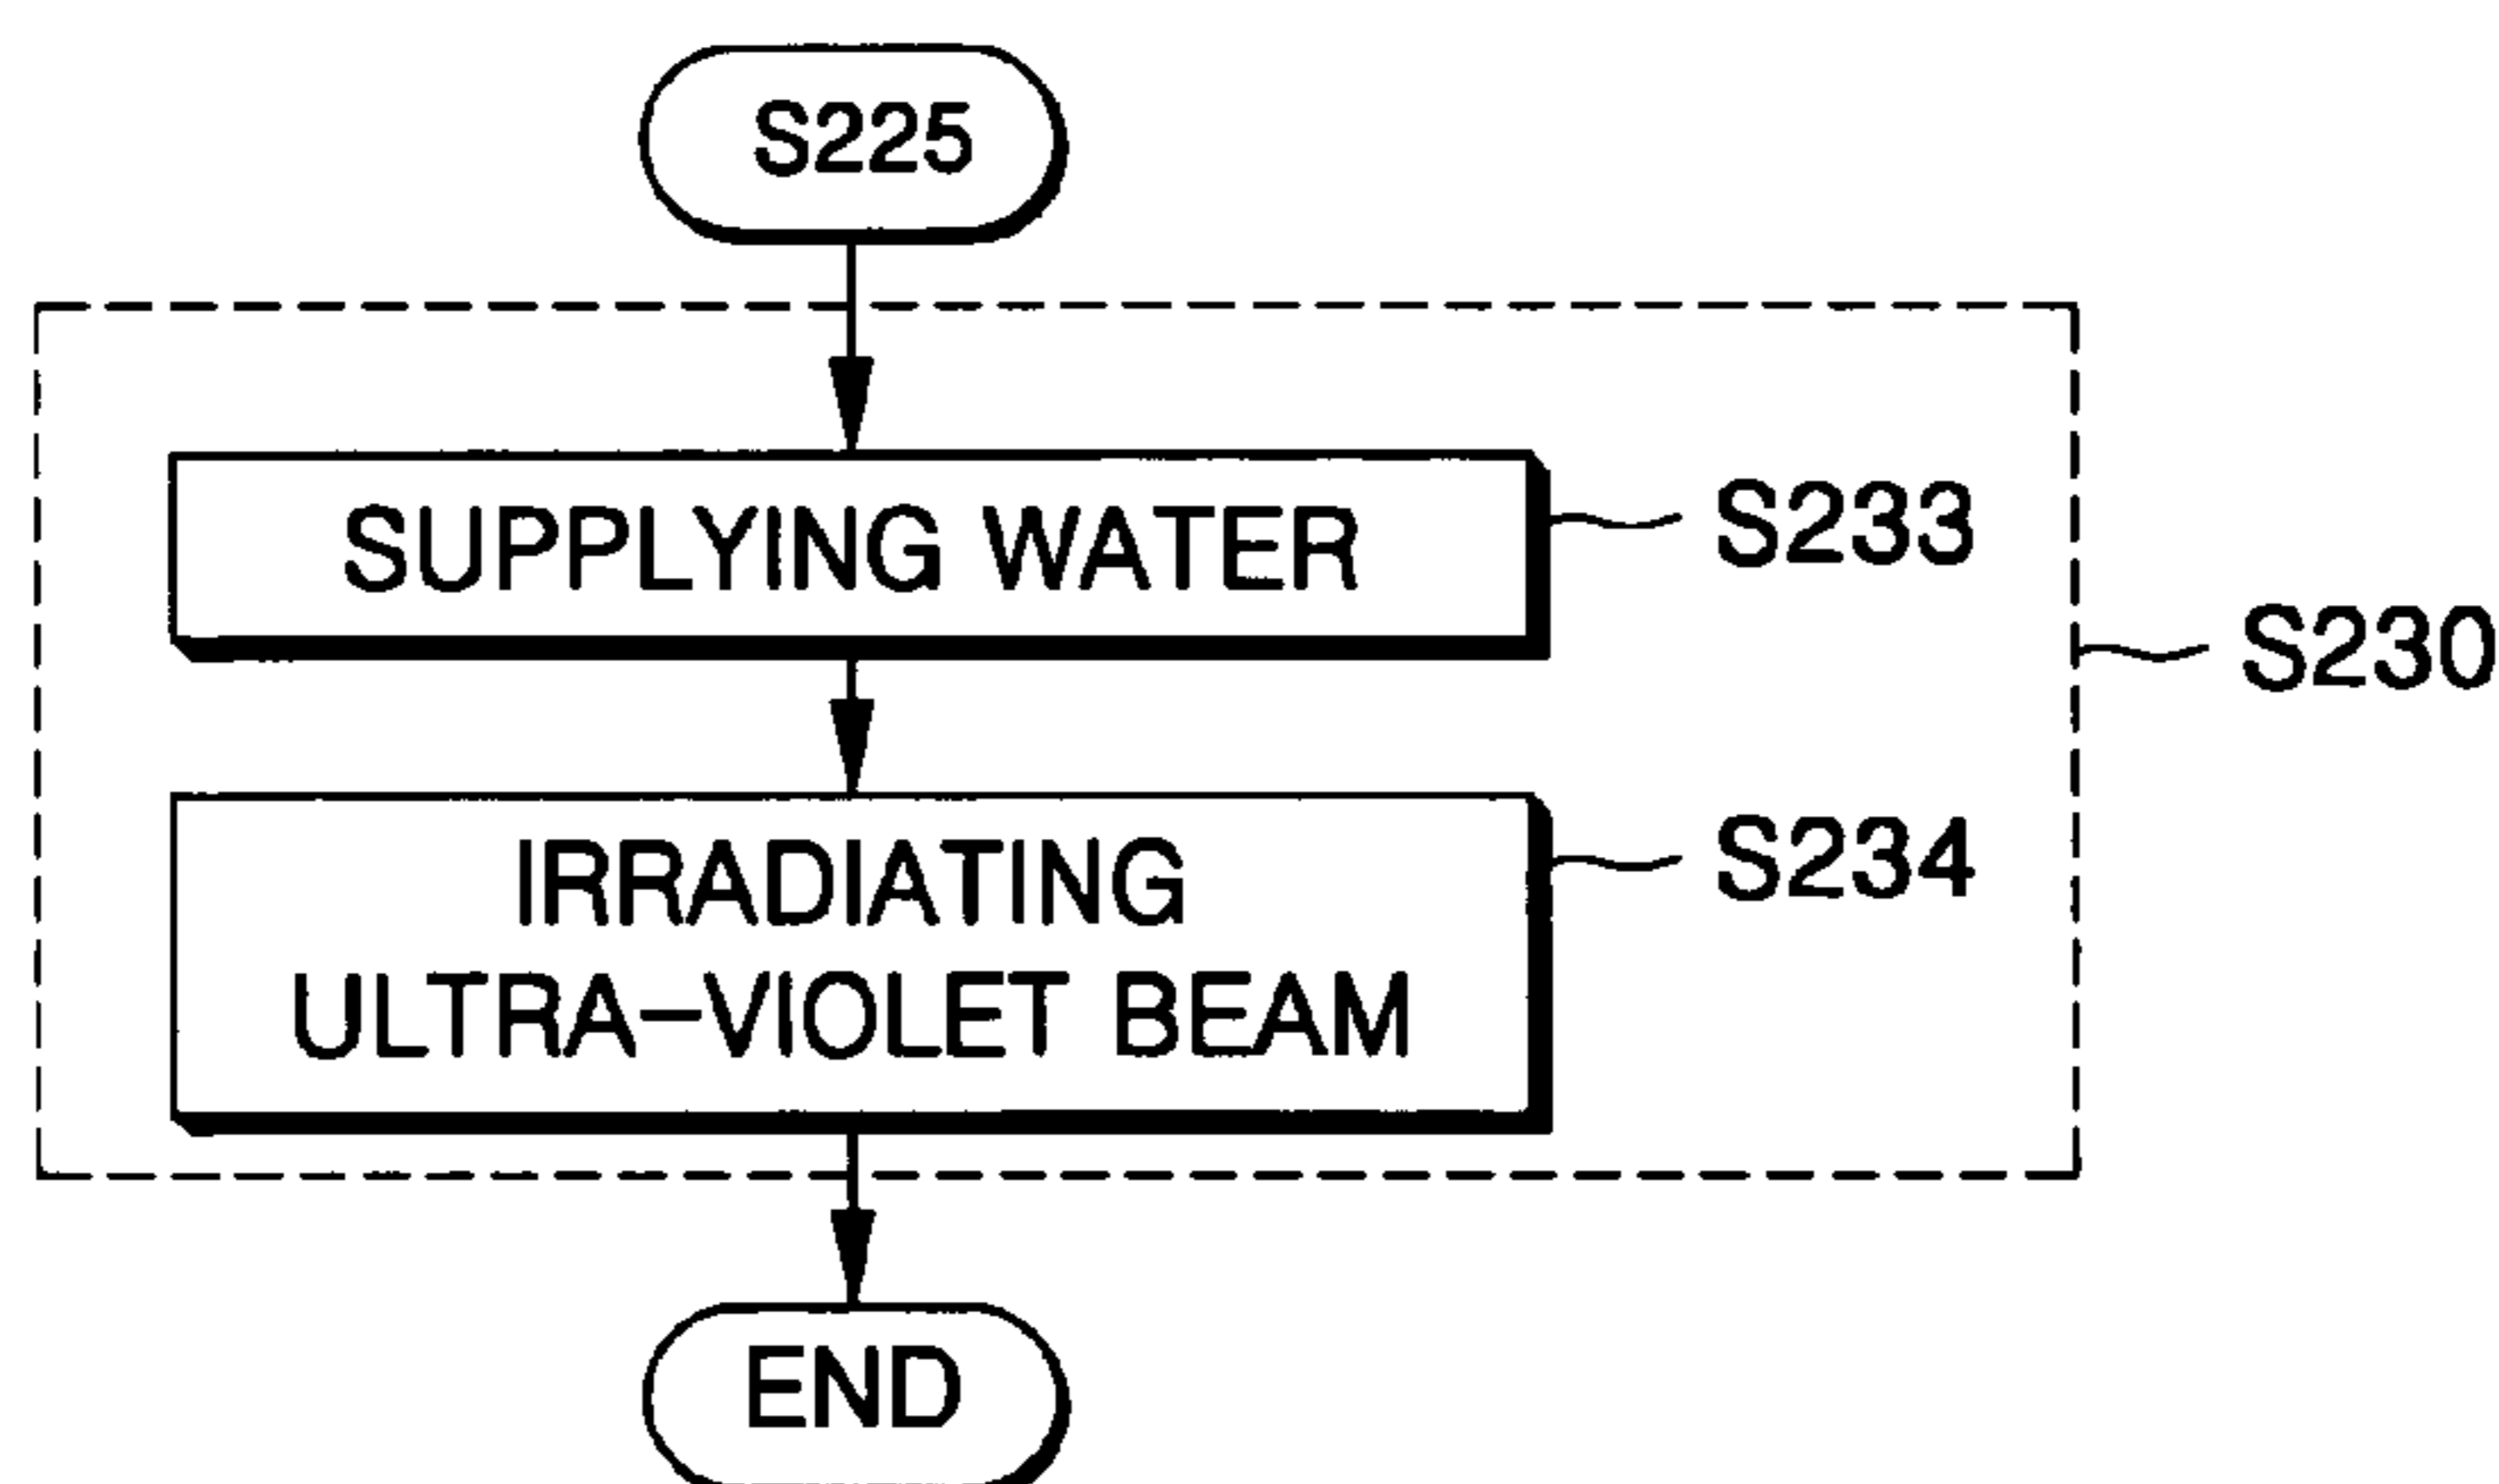 S225
SUPPLYING WATER
S233
S230
IRRADIATING
ULTRA-VIOLET BEAM
S234
END